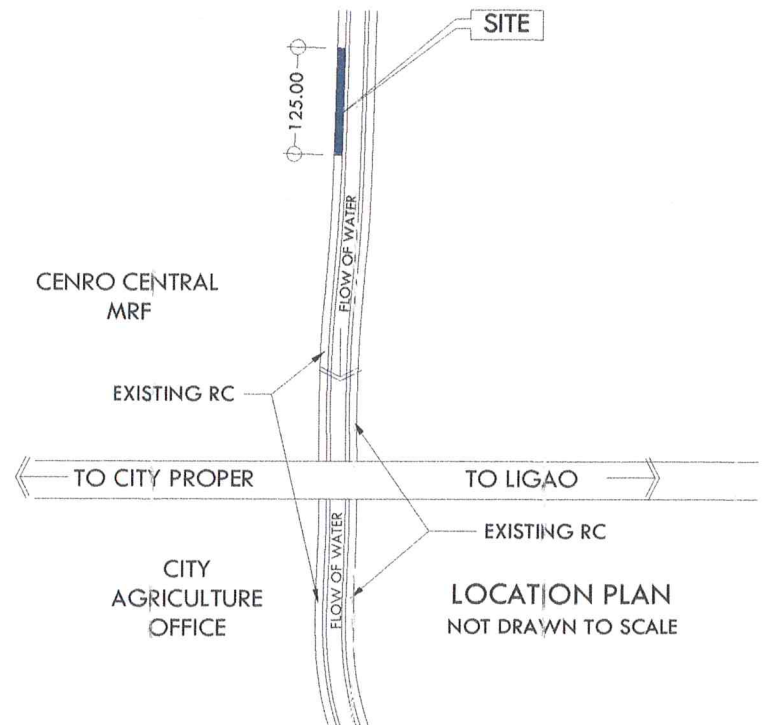 SITE
125.00
FLOW OF WATER
CENRO CENTRAL
MRF
EXISTING RC
TO CITY PROPER
TO LIGAO
EXISTING RC
FLOW OF WATER
CITY
AGRICULTURE
OFFICE
LOCATION PLAN
NOT DRAWN TO SCALE